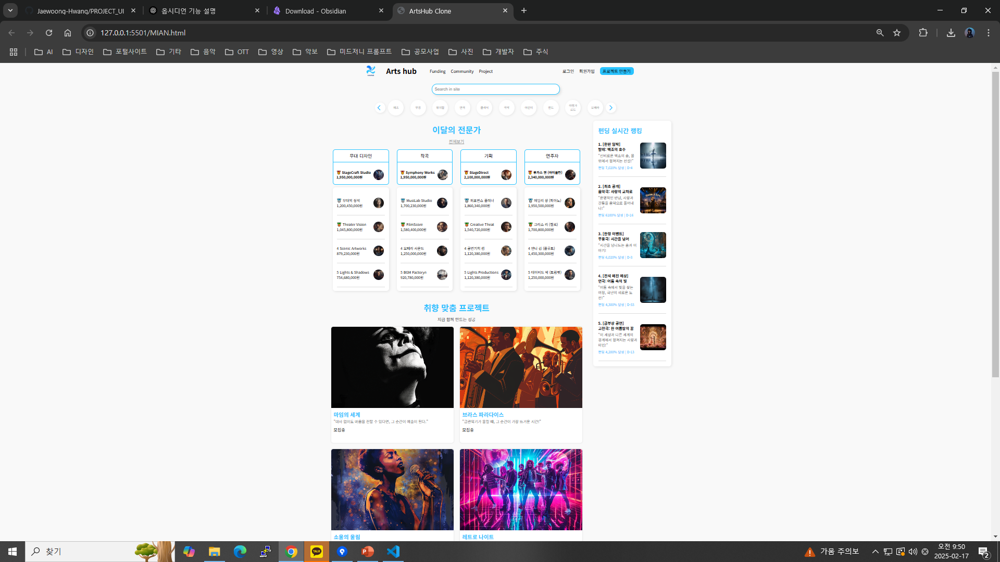 Jaewoong-Hwang/PROJECT_UI
옵시디언 기능 설명
Download - Obsidian
ArtsHub Clone
127.0.0.1:5501/MIAN.html
AI
디자인
포털사이트
기타
음악
OTT
영상
악보
미드저니 프롬프트
공모사업
사진
개발자
주식
Arts hub
Funding
Community
Project
로그인
회원가입
프로젝트 만들기
Search in site
재즈
무용
뮤지컬
연극
클래식
국악
어린이
밴드
오페라
이달의 전문가
전체보기
무대 디자인
StageCraft Studio
1,950,000,000원
무대의 정석
1,200,450,000원
Theater Vision
1,045,800,000원
4 Scenic Artworks
879,230,000원
5 Lights & Shadows
754,680,000원
작곡
Symphony Works
1,950,000,000원
MusiLab Studio
1,700,230,000원
FilmScore
1,580,400,000원
4 오페라 사운드
1,250,000,000원
5 BGM Factoryn
920,780,000원
기획
StageDirect
2,100,000,000원
퍼포먼스 플래너
1,860,340,000원
Creative Theat
1,540,720,000원
4 공연기획 랩
1,120,380,000원
5 Lights Productions
1,120,380,000원
연주자
루카스 첸 (바이올린)
2,340,000,000원
에밀리 장 (피아노)
1,950,500,000원
크리스 리 (첼로)
1,700,800,000원
4 안나 김 (플루트)
1,450,300,000원
5 데이비드 박 (트럼펫)
1,250,000,000원
펀딩 실시간 랭킹
1. [완판 임박]
발레: 백조의 호수
"신비로운 백조의 춤, 물
위에서 펼쳐지는 전설!"
펀딩 7,020% 달성 | D-4
2. [최초 공개]
음악극: 사랑의 교차로
"운명적인 만남, 사랑과
갈등을 음악으로 풀어내
다!"
펀딩 6100% 달성 | D-16
3. [한정 이벤트]
무용극: 시간을 넘어
"시간을 넘나드는 춤과 이
야기!
펀딩 6,020% 달성 | D-3
4. [전석 매진 예상]
연극: 어둠 속의 빛
"어둠 속에서 빛을 찾는
여정, 극단의 새로운 도
전!"
펀딩 4,300% 달성 | D-33
5. [급부상 공연]
고전극: 한 여름밤의 꿈
"이 세상과 다른 세계의
경계에서 펼쳐지는 사랑과
마법!"
펀딩 4,200% 달성 | D-13
취향 맞춤 프로젝트
지금 함께 만드는 성공
마임의 세계
"대사 없이도 마음을 전할 수 있다면, 그 순간이 예술이 된다."
모집중
브라스 파라다이스
"금관악기가 울릴 때, 그 순간이 가장 뜨거운 시간!"
모집중
소울의 울림
레트로 나이트
찾기
TALK
가뭄 주의보
오전 9:50
2025-02-17
2